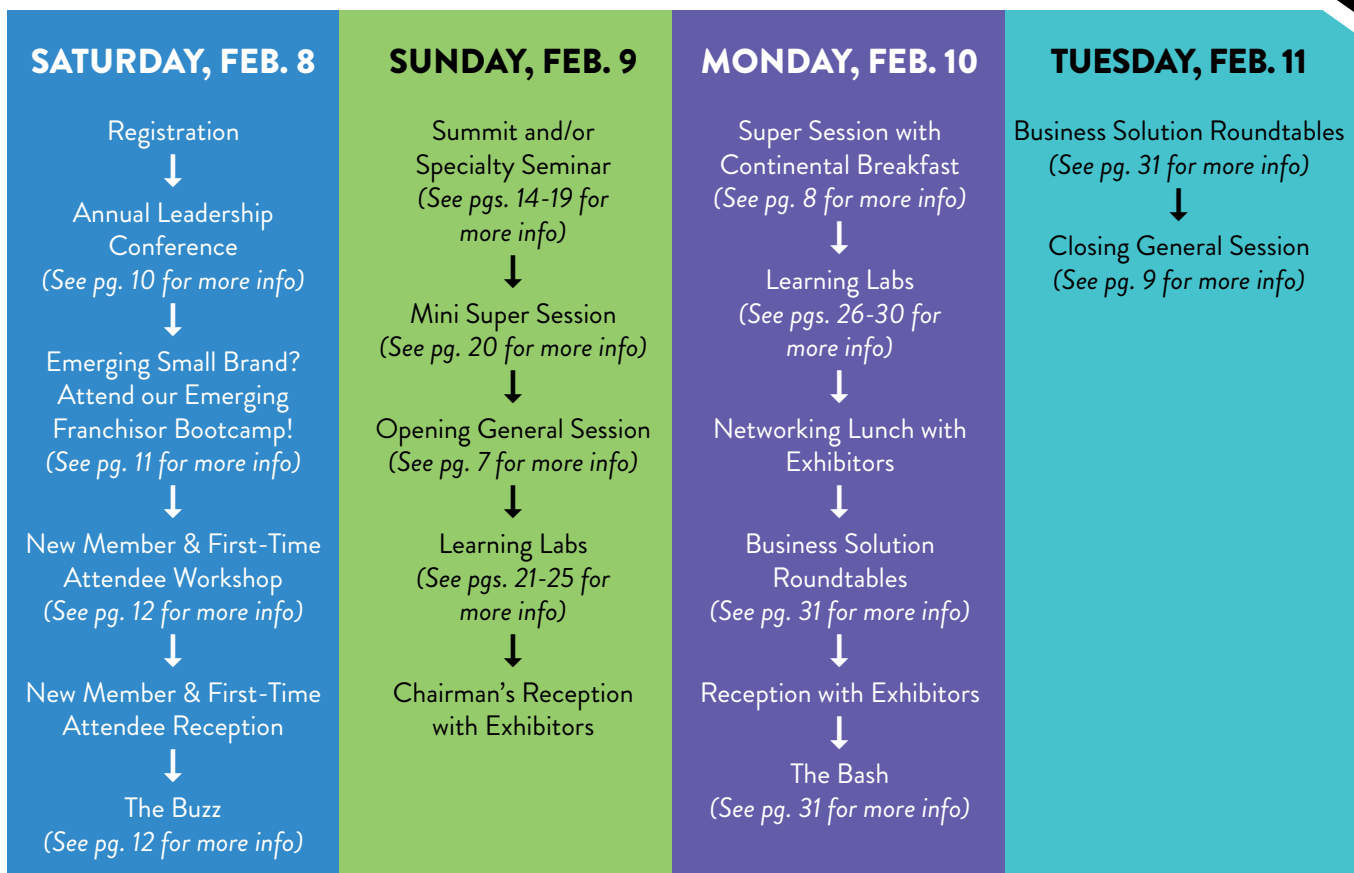 SATURDAY, FEB. 8
Registration
Annual Leadership
Conference
(See pg. 10 for more info)
Emerging Small Brand?
Attend our Emerging
Franchisor Bootcamp!
(See pg. 11 for more info)
New Member & First-Time
Attendee Workshop
(See pg. 12 for more info)
New Member & First-Time
Attendee Reception
The Buzz
(See pg. 12 for more info)
SUNDAY, FEB. 9
Summit and/or
Specialty Seminar
(See pgs. 14-19 for
more info)
Mini Super Session
(See pg. 20 for more info)
Opening General Session
(See pg. 7 for more info)
Learning Labs
(See pgs. 21-25 for
more info)
Chairman's Reception
with Exhibitors
MONDAY, FEB. 10
Super Session with
Continental Breakfast
(See pg. 8 for more info)
Learning Labs
(See pgs. 26-30 for
more info)
Networking Lunch with
Exhibitors
Business Solution
Roundtables
(See pg. 31 for more info)
Reception with Exhibitors
The Bash
(See pg. 31 for more info)
TUESDAY, FEB. 11
Business Solution Roundtables
(See pg. 31 for more info)
Closing General Session
(See pg. 9 for more info)